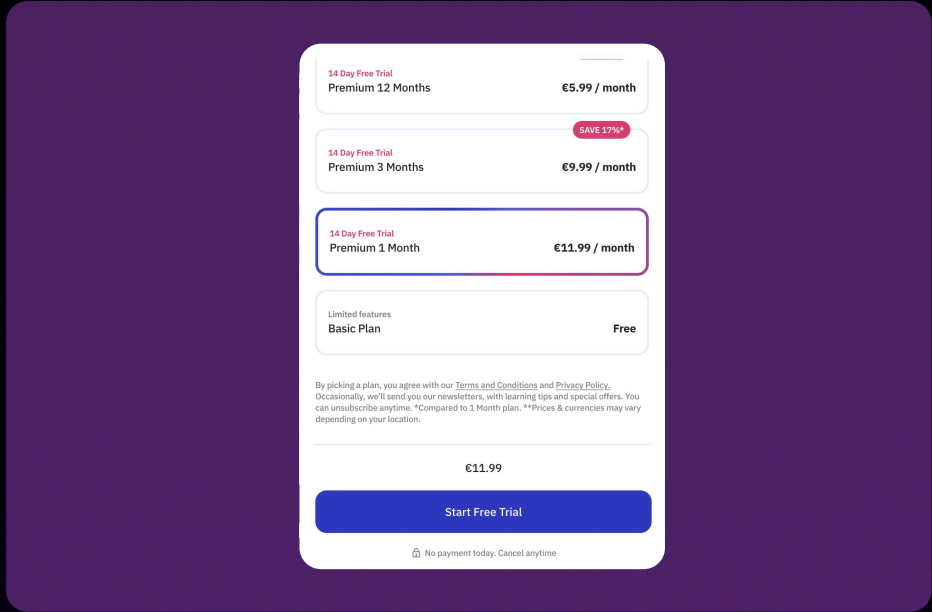 14 Day Free Trial
Premium 12 Months €5.99 / month
SAVE 17%*
14 Day Free Trial
Premium 3 Months €9.99 / month
14 Day Free Trial
Premium 1 Month €11.99 / month
Limited features
Basic Plan Free
By picking a plan, you agree with our Terms and Conditions and Privacy Policy.
Occasionally, we'll send you our newsletters, with learning tips and special offers. You
can unsubscribe anytime. *Compared to 1 Month plan. **Prices & currencies may vary
depending on your location.
€11.99
Start Free Trial
No payment today. Cancel anytime